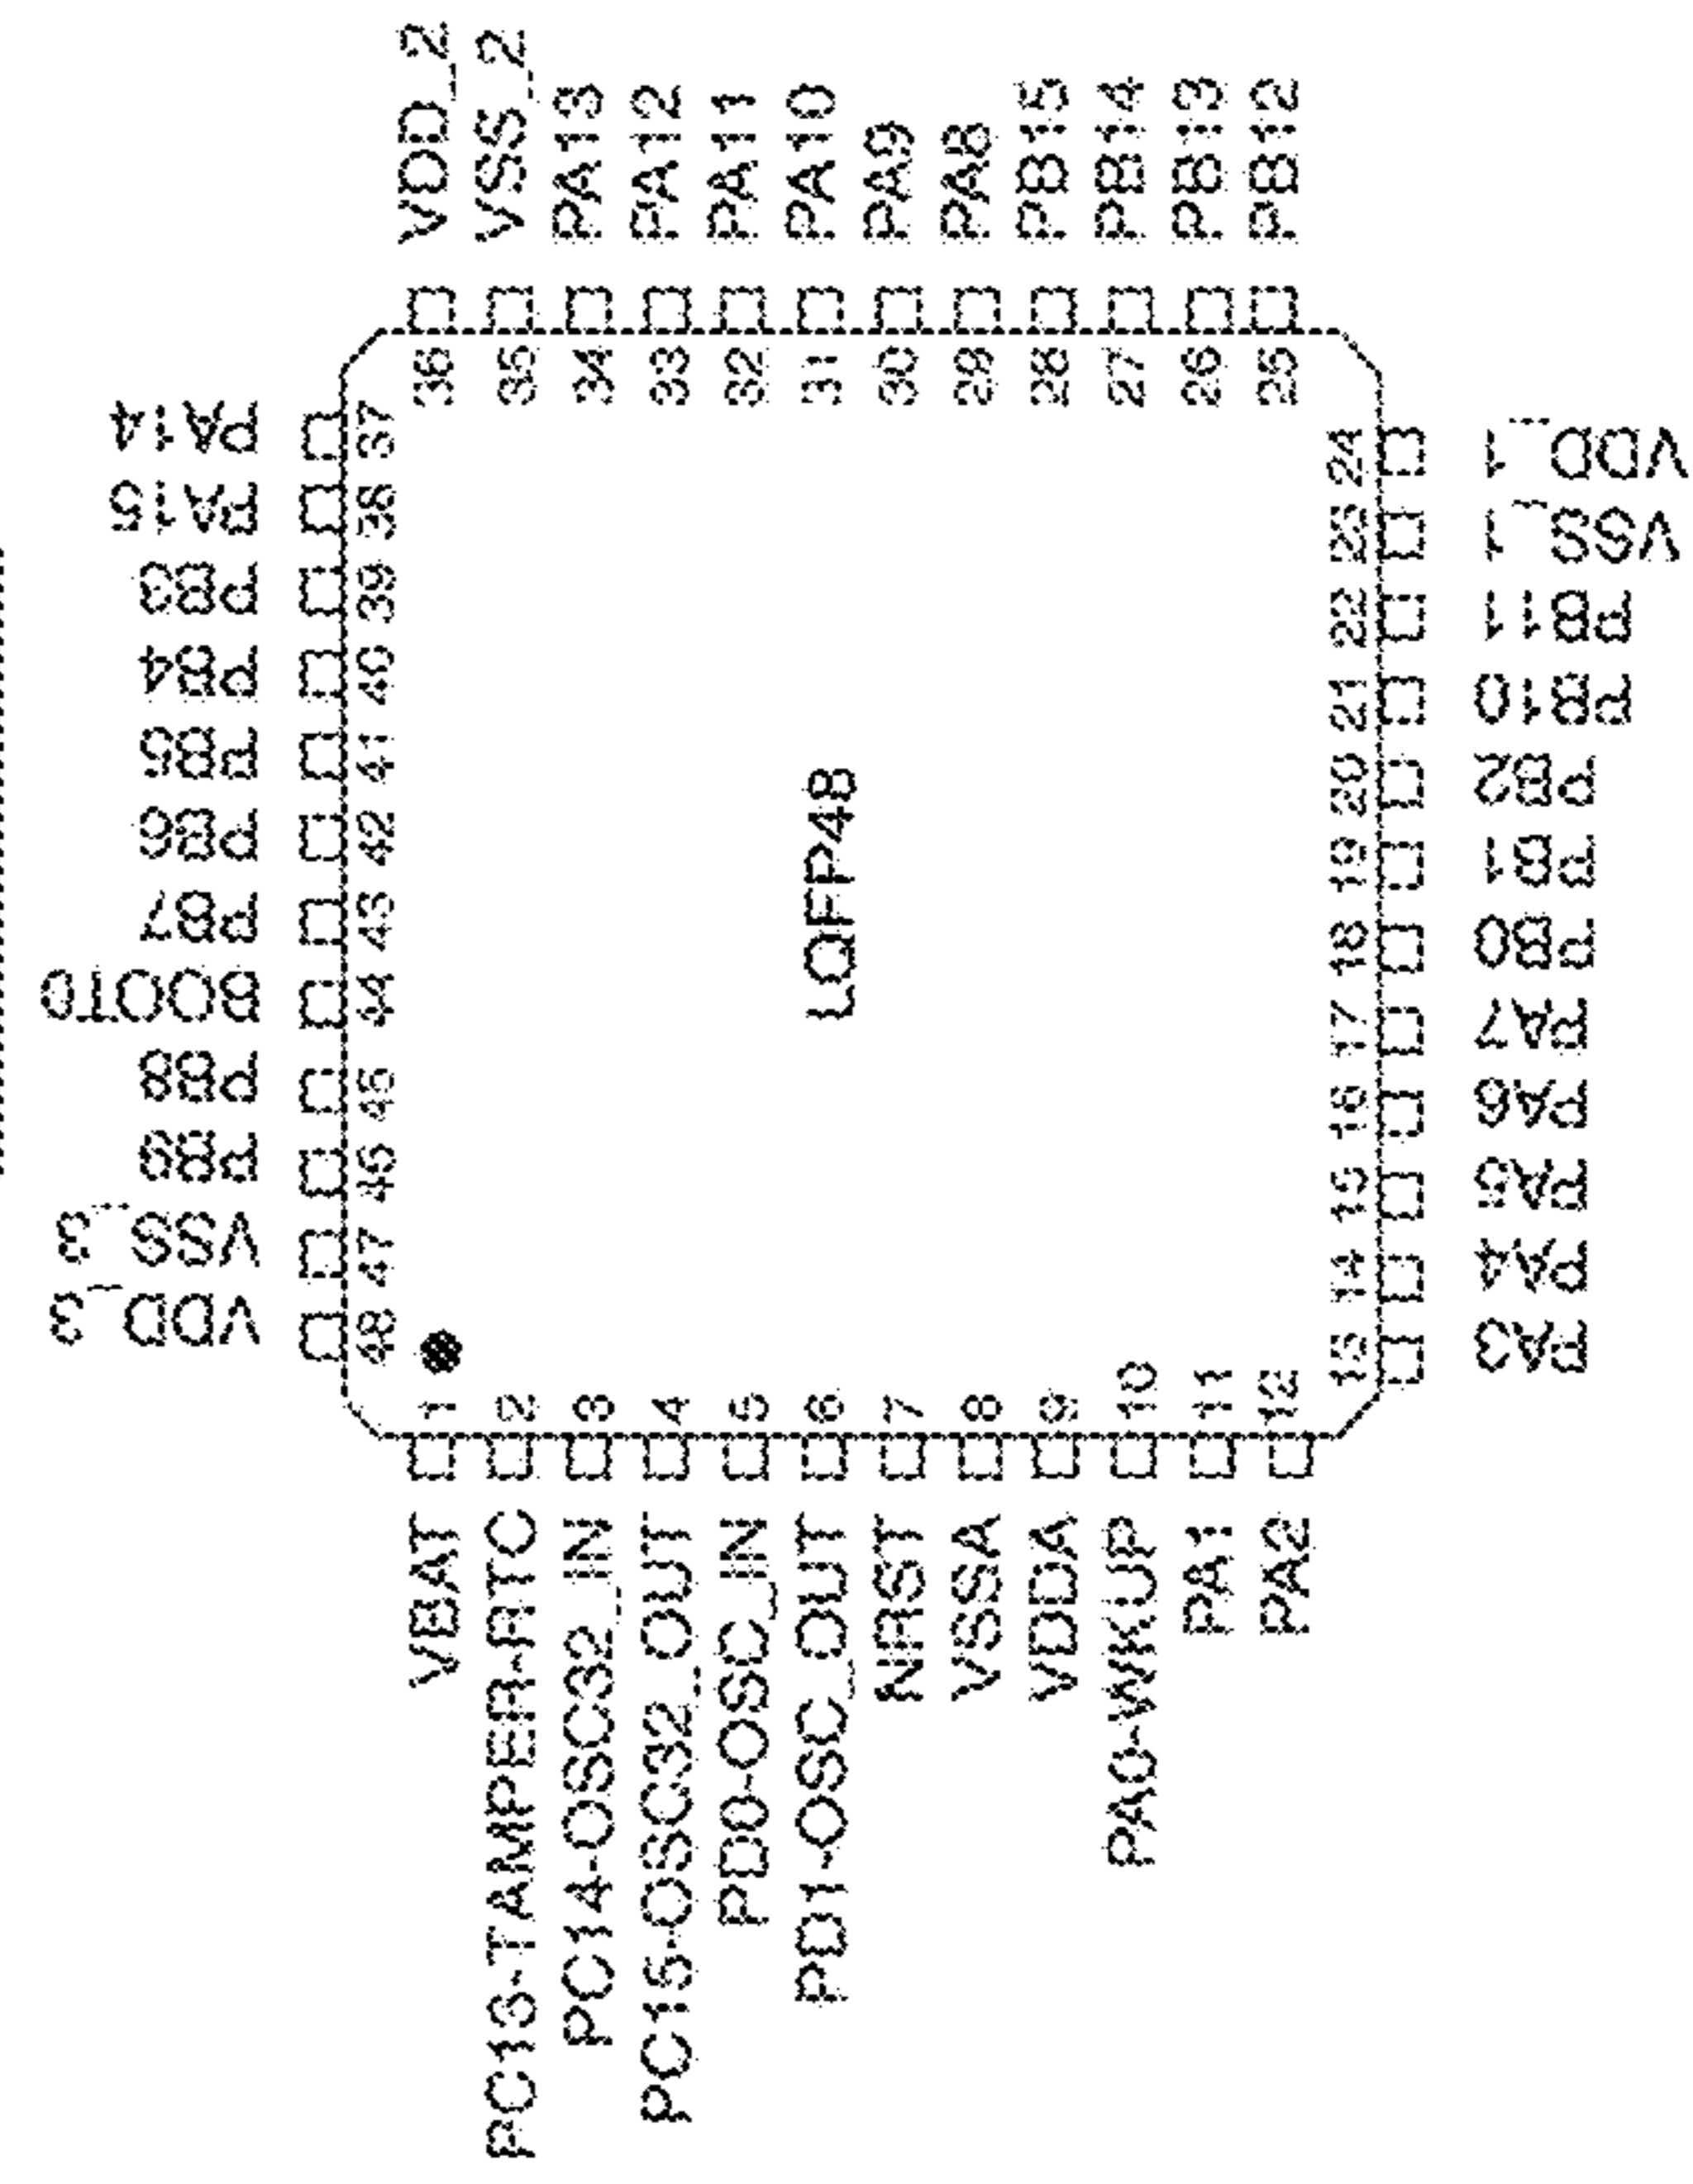 VBAT 1
PC13-TAMPER-RTC 2
PC14-OSC32_IN 3
PC15-OSC32_OUT 4
PD0-OSC_IN 5
PD1-OSC_OUT 6
NRST 7
VSSA 8
VDDA 9
PA0-WKUP 10
PA1 11
PA2 12
PA3 13
PA4 14
PA5 15
PA6 16
PA7 17
PB0 18
PB1 19
PB2 20
PB10 21
PB11 22
VSS_1 23
VDD_1 24
25 PB12
26 PB13
27 PB14
28 PB15
29 PA8
30 PA9
31 PA10
32 PA11
33 PA12
34 PA13
35 VSS_2
36 VDD_2
37 PA14
38 PA15
39 PB3
40 PB4
41 PB5
42 PB6
43 PB7
44 BOOT0
45 PB8
46 PB9
47 VSS_3
48 VDD_3
LQFP48